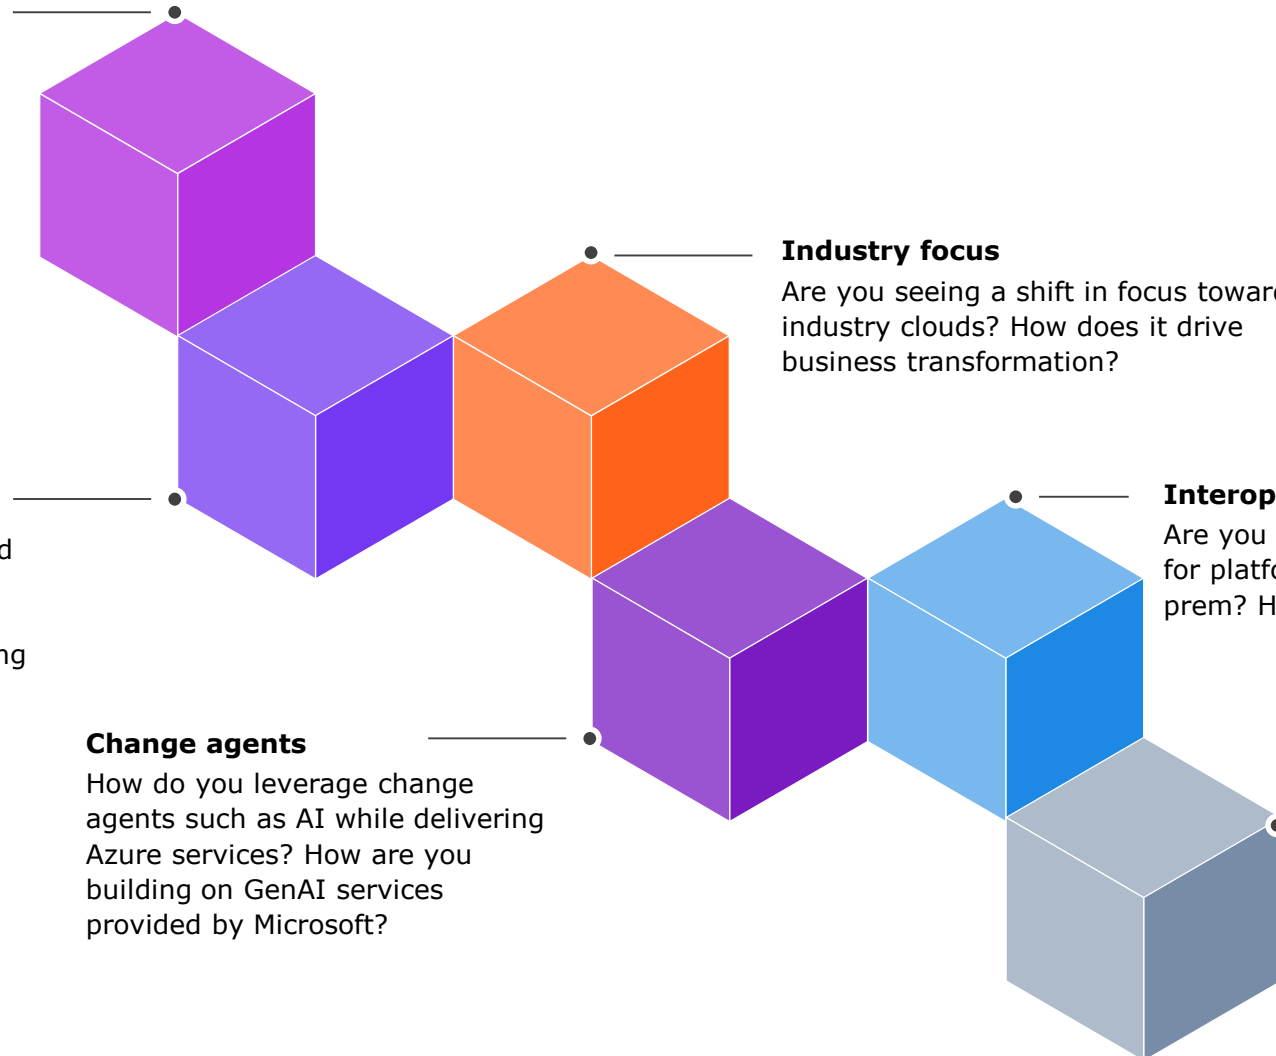 Industry focus
Are you seeing a shift in focus toward
industry clouds? How does it drive
business transformation?
Interop
Are you
for platfo
prem? H
d
ng
Change agents
How do you leverage change
agents such as AI while delivering
Azure services? How are you
building on GenAI services
provided by Microsoft?